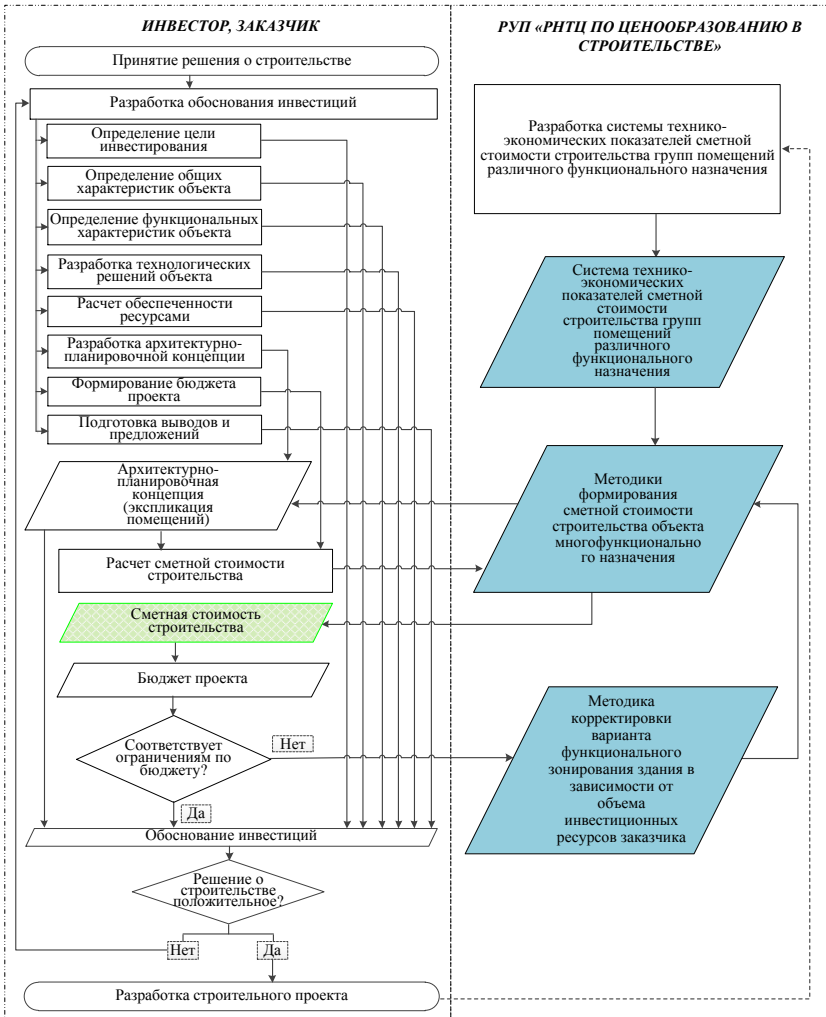 ИНВЕСТОР, ЗАКАЗЧИК
Принятие решения о строительстве
Разработка обоснования инвестиций
Определение цели
инвестирования
Определение общих
характеристик объекта
Определение функциональных
характеристик объекта
Разработка технологических
решений объекта
Расчет обеспеченности
ресурсами
Разработка архитектурно-
планировочной концепции
Формирование бюджета
проекта
Подготовка выводов и
предложений
Архитектурно-
планировочная
концепция
(экспликация
помещений)
Расчет сметной стоимости
строительства
Сметная стоимость
строительства
Бюджет проекта
Соответствует
ограничениям по
бюджету?
Нет
Да
Обоснование инвестиций
Решение о
строительстве
положительное?
Нет
Да
Разработка строительного проекта
РУП «РНТЦ ПО ЦЕНООБРАЗОВАНИЮ В
СТРОИТЕЛЬСТВЕ»
Разработка системы технико-
экономических показателей сметной
стоимости строительства групп помещений
различного функционального назначения
Система технико-
экономических
показателей сметной
стоимости
строительства групп
помещений
различного
функционального
назначения
Методики
формирования
сметной стоимости
строительства объекта
многофункционально
го назначения
Методика
корректировки
варианта
функционального
зонирования здания в
зависимости от
объема
инвестиционных
ресурсов заказчика